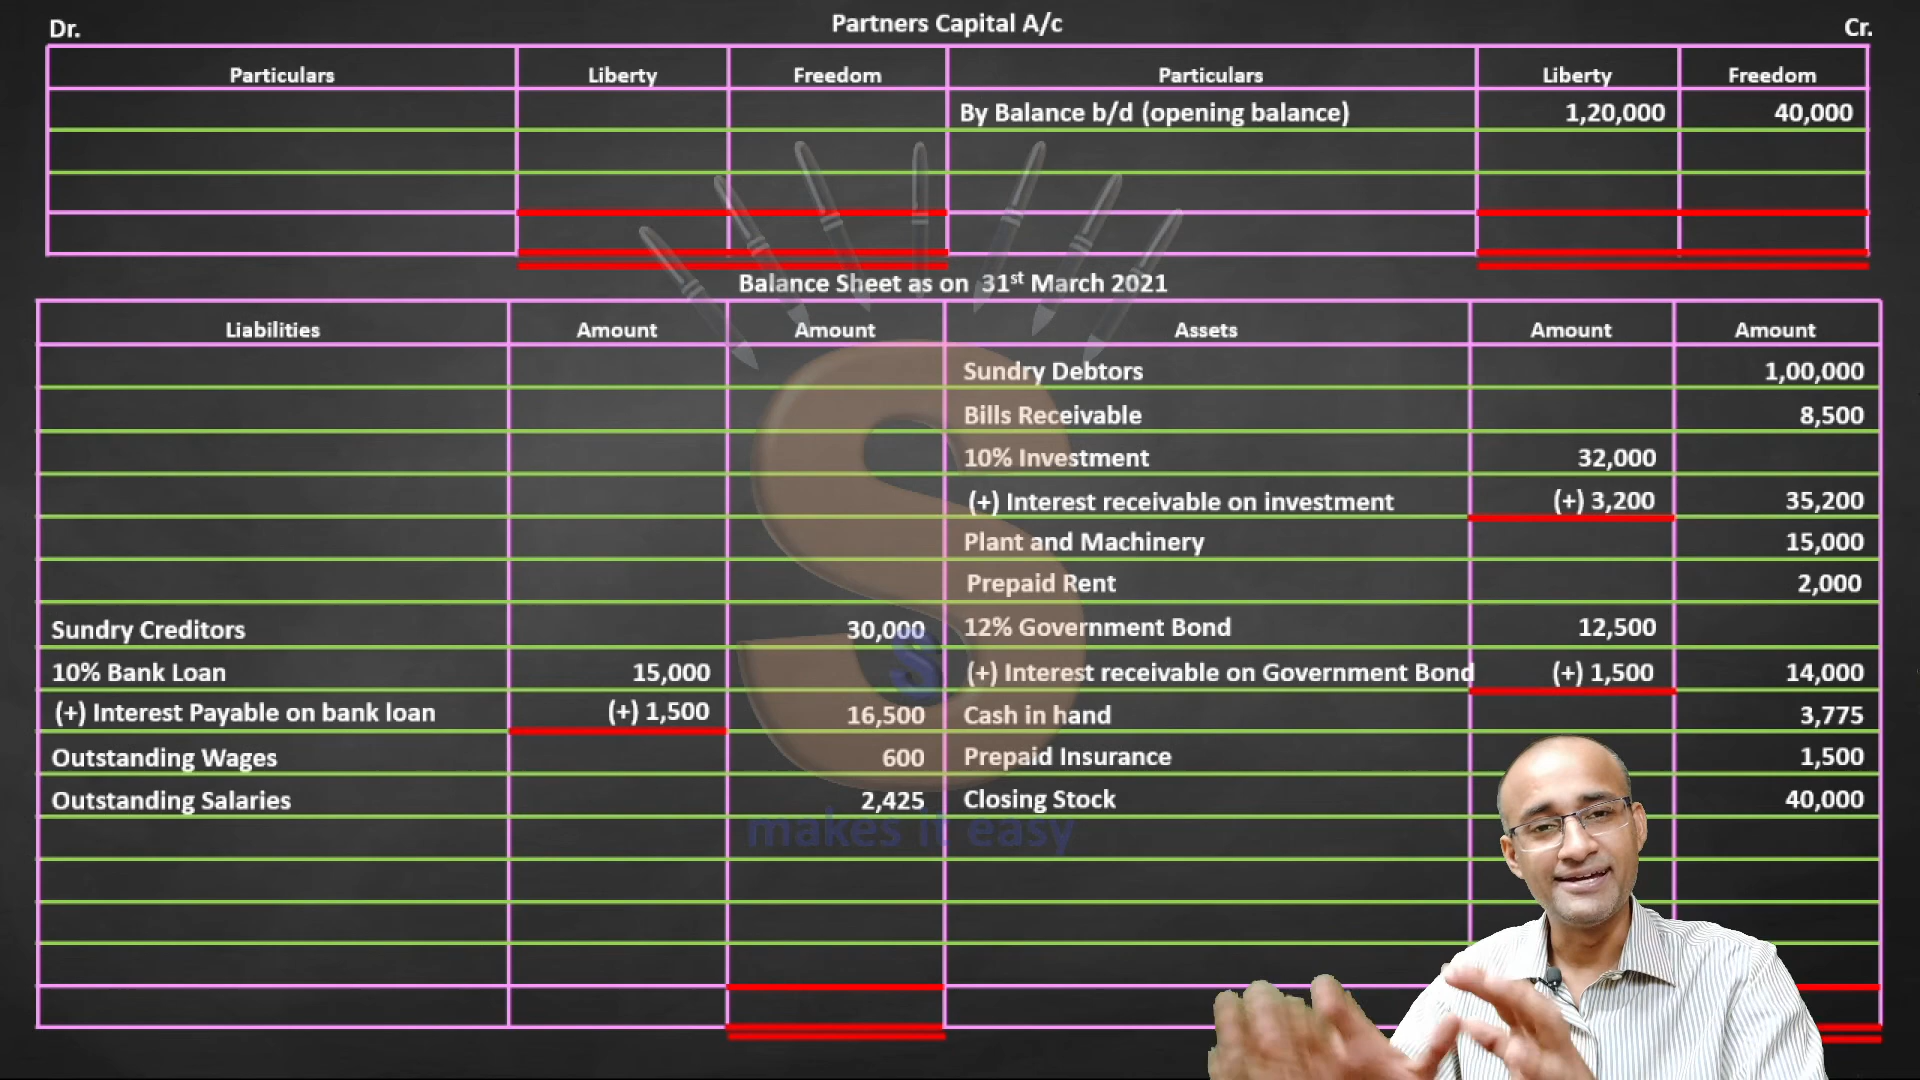 Partners Capital A/c
Dr. Cr.
Particulars Liberty Freedom Particulars Liberty Freedom
By Balance b/d (opening balance) 1,20,000 40,000
Balance Sheet as on 31st March 2021
Liabilities Amount Amount Assets Amount Amount
Sundry Debtors 1,00,000
Bills Receivable 8,500
10% Investment 32,000
(+) Interest receivable on investment (+) 3,200 35,200
Plant and Machinery 15,000
Prepaid Rent 2,000
Sundry Creditors 30,000 12% Government Bond 12,500
10% Bank Loan 15,000 (+) Interest receivable on Government Bond (+) 1,500 14,000
(+) Interest Payable on bank loan (+) 1,500 16,500 Cash in hand 3,775
Outstanding Wages 600 Prepaid Insurance 1,500
Outstanding Salaries 2,425 Closing Stock 40,000
S
S
makes it easy